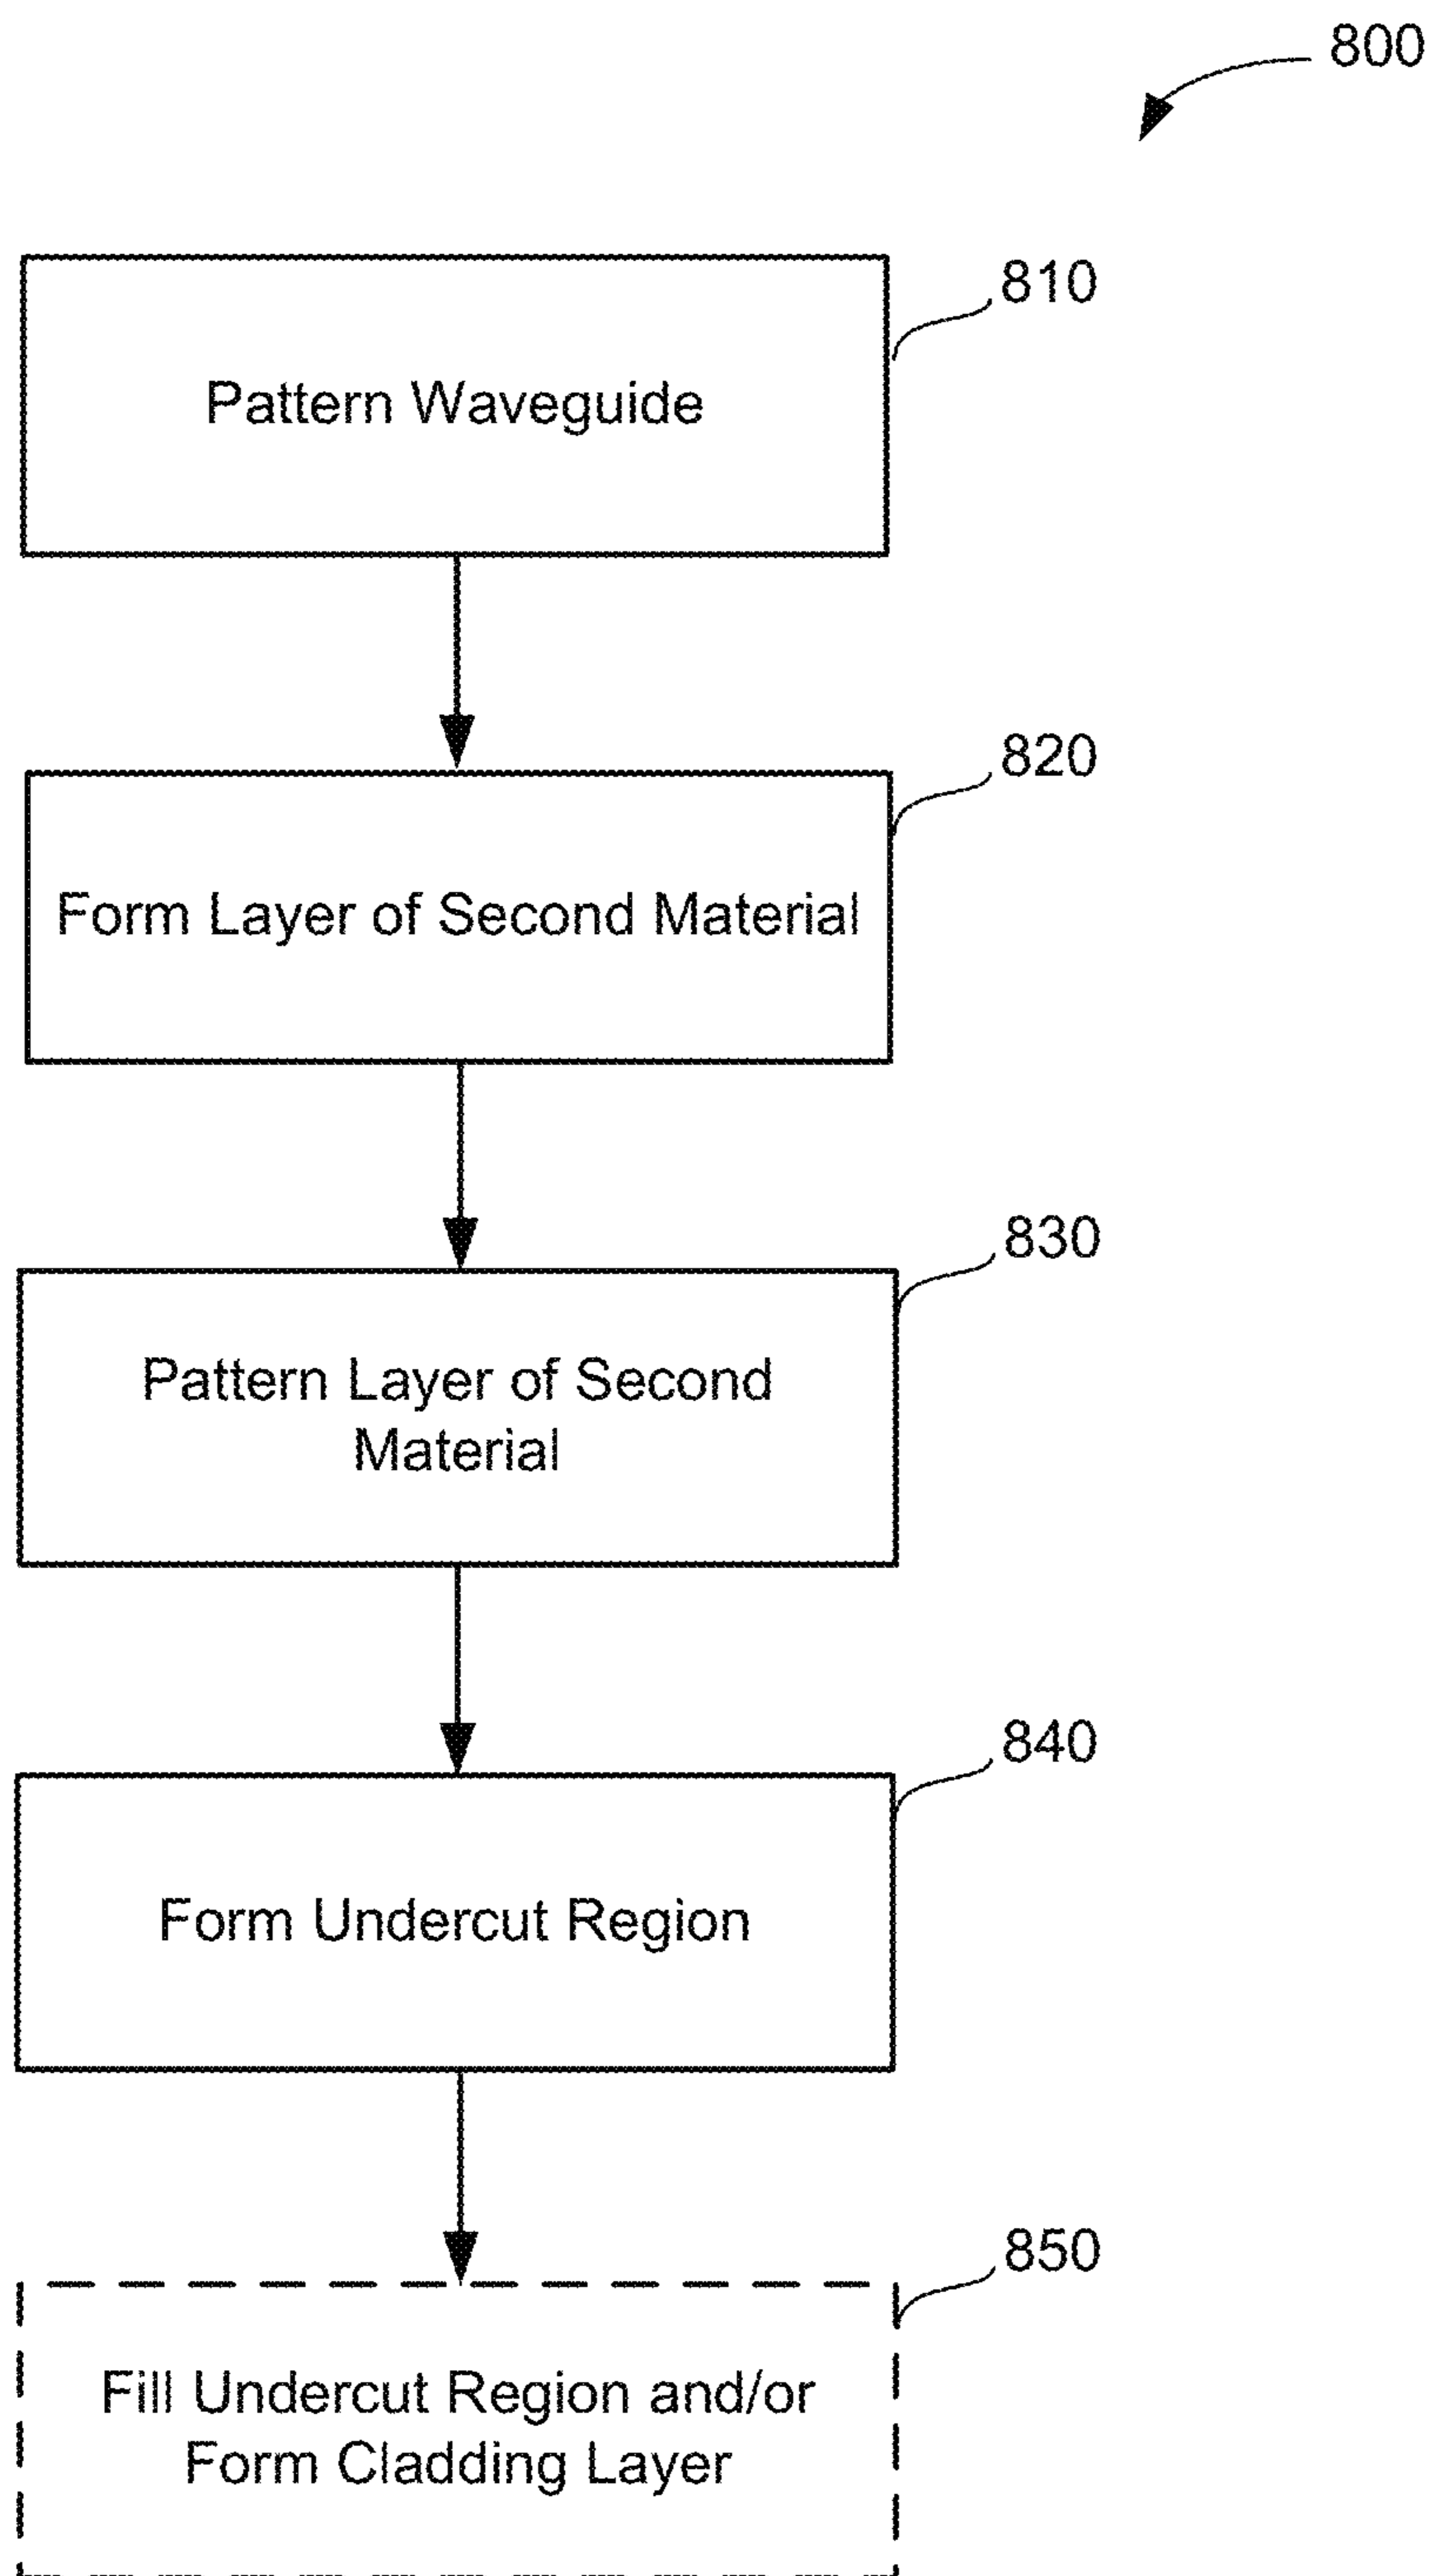 800
810
Pattern Waveguide
820
Form Layer of Second Material
830
Pattern Layer of Second
Material
840
Form Undercut Region
850
Fill Undercut Region and/or
Form Cladding Layer